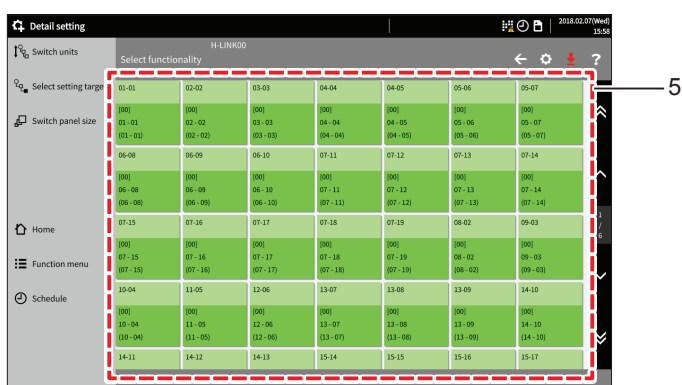 Detail setting
2018.02.07(Wed)
15:58
Switch units
H-LINK00
Select functionality
?
5
Select setting targe
Switch panel size
Home
Function menu
Schedule
01-01 02-02 03-03 04-04 04-05 05-06 05-07
[00] [00] [00] [00] [00] [00] [00]
01 - 01 02 - 02 03 - 03 04 - 04 04 - 05 05 - 06 05 - 07
(01 - 01) (02 - 02) (03 - 03) (04 - 04) (04 - 05) (05 - 06) (05 - 07)
06-08 06-09 06-10 07-11 07-12 07-13 07-14
[00] [00] [00] [00] [00] [00] [00]
06 - 08 06 - 09 06 - 10 07 - 11 07 - 12 07 - 13 07 - 14
(06 - 08) (06 - 09) (06 - 10) (07 - 11) (07 - 12) (07 - 13) (07 - 14)
07-15 07-16 07-17 07-18 07-19 08-02 09-03
[00] [00] [00] [00] [00] [00] [00]
07 - 15 07 - 16 07 - 17 07 - 18 07 - 19 08 - 02 09 - 03
(07 - 15) (07 - 16) (07 - 17) (07 - 18) (07 - 19) (08 - 02) (09 - 03)
10-04 11-05 12-06 13-07 13-08 13-09 14-10
[00] [00] [00] [00] [00] [00] [00]
10 - 04 11 - 05 12 - 06 13 - 07 13 - 08 13 - 09 14 - 10
(10 - 04) (11 - 05) (12 - 06) (13 - 07) (13 - 08) (13 - 09) (14 - 10)
14-11 14-12 14-13 15-14 15-15 15-16 15-17
1
/
6